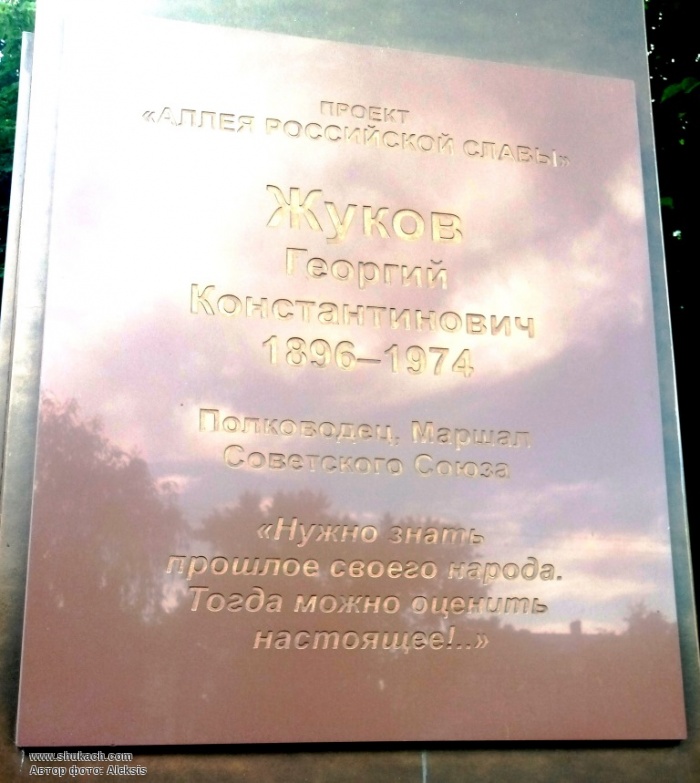 ПРОЕКТ
«АЛЛЕЯ РОССИЙСКОЙ СЛАВЫ»
Жуков
Георгий
Константинович
1896–1974
Полководец, Маршал
Советского Союза
«Нужно знать
прошлое своего народа.
Тогда можно оценить
настоящее!..»
www.shukach.com
Автор фото: Aleksis